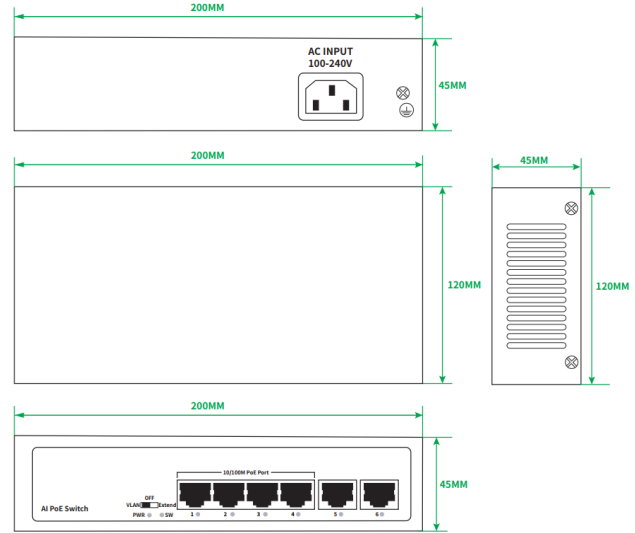 200MM
AC INPUT
100-240V
45MM
200MM
45MM
120MM
120MM
200MM
10/100M PoE Port
45MM
OFF
VLAN Extend
AI PoE Switch
PWR SW 1 2 3 4 5 6